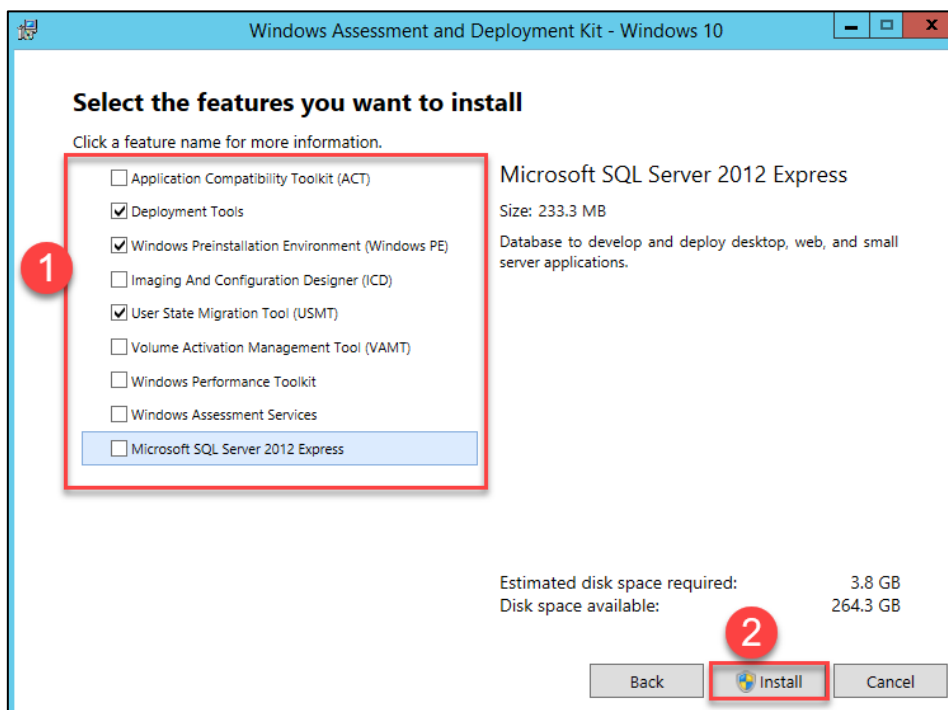 Windows Assessment and Deployment Kit - Windows 10
Select the features you want to install
Click a feature name for more information.
1
Application Compatibility Toolkit (ACT)
Deployment Tools
Windows Preinstallation Environment (Windows PE)
Imaging And Configuration Designer (ICD)
User State Migration Tool (USMT)
Volume Activation Management Tool (VAMT)
Windows Performance Toolkit
Windows Assessment Services
Microsoft SQL Server 2012 Express
Microsoft SQL Server 2012 Express
Size: 233.3 MB
Database to develop and deploy desktop, web, and small
server applications.
Estimated disk space required: 3.8 GB
Disk space available: 264.3 GB
2
Back Install Cancel